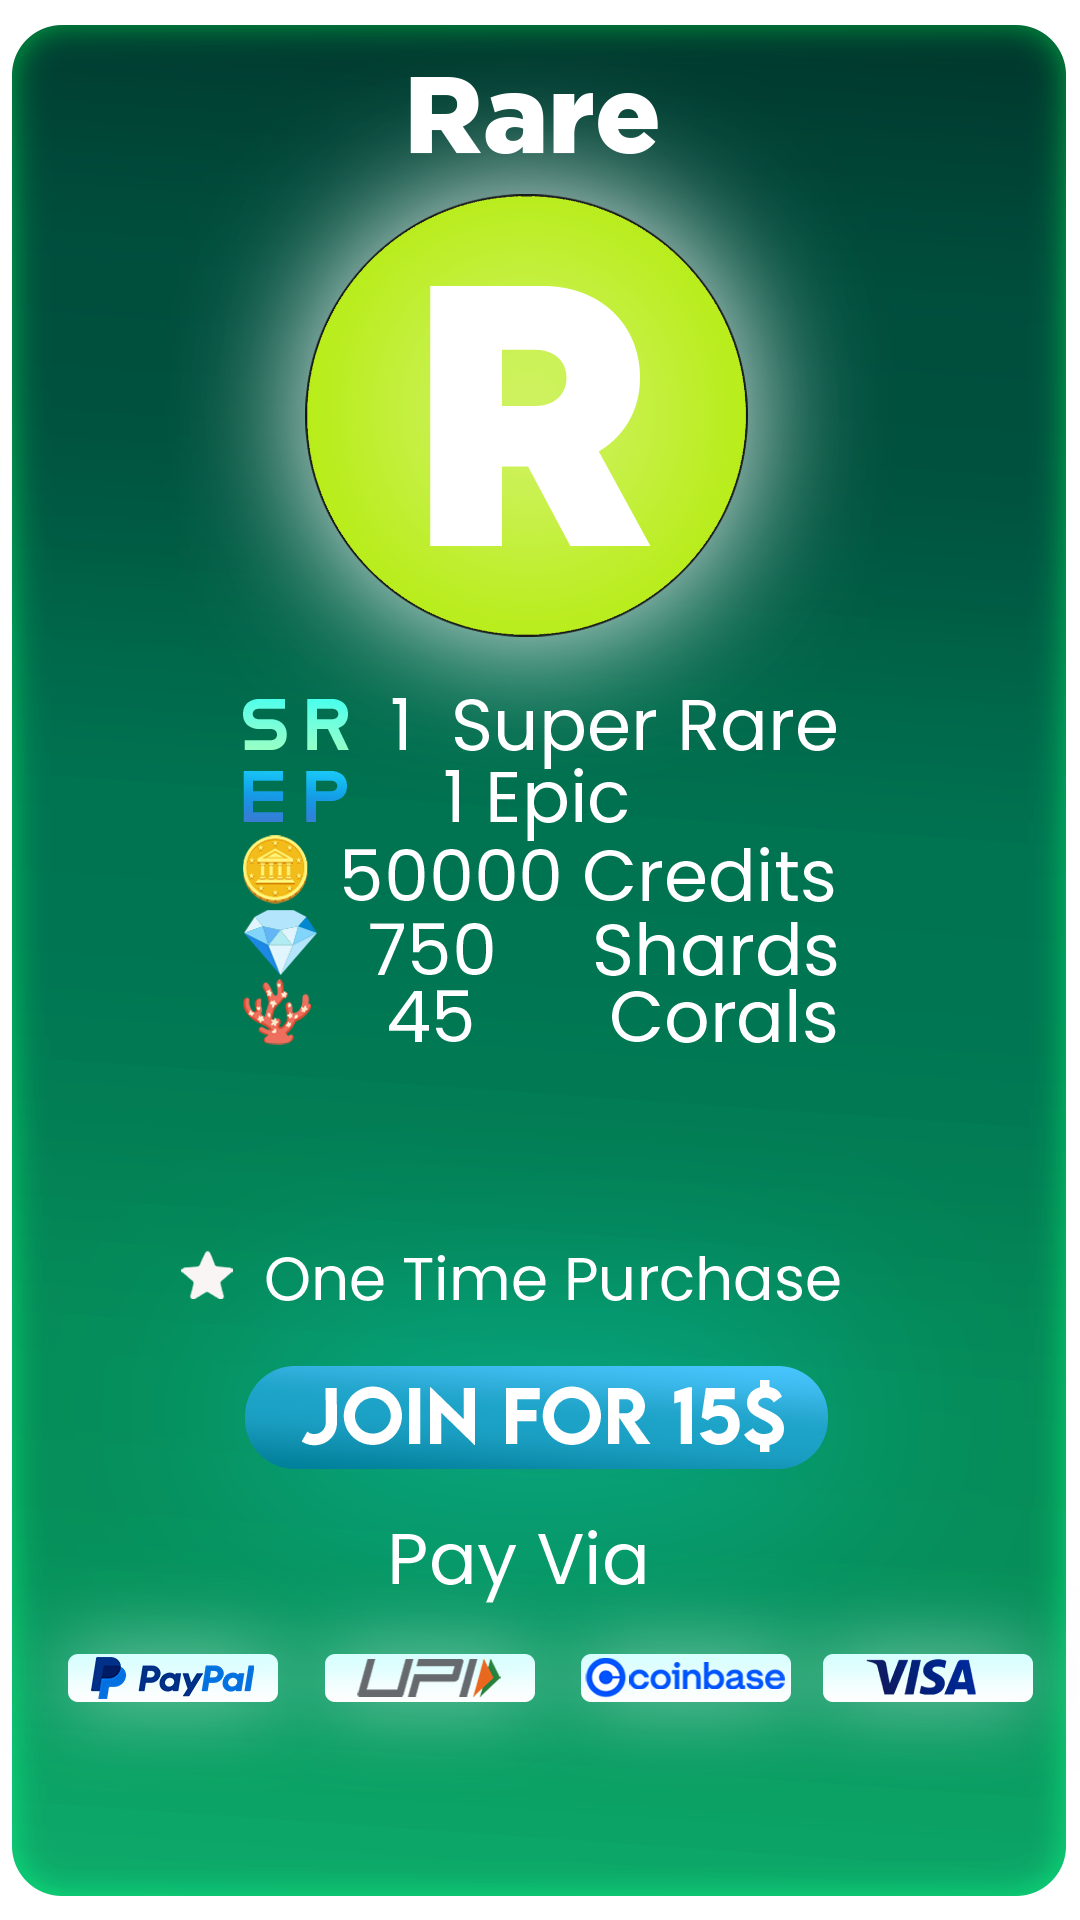 Rare
R
SR 1 Super Rare
EP 1 Epic
50000 Credits
750 Shards
45 Corals
One Time Purchase
JOIN FOR 15$
Pay Via
PayPal UPI coinbase VISA